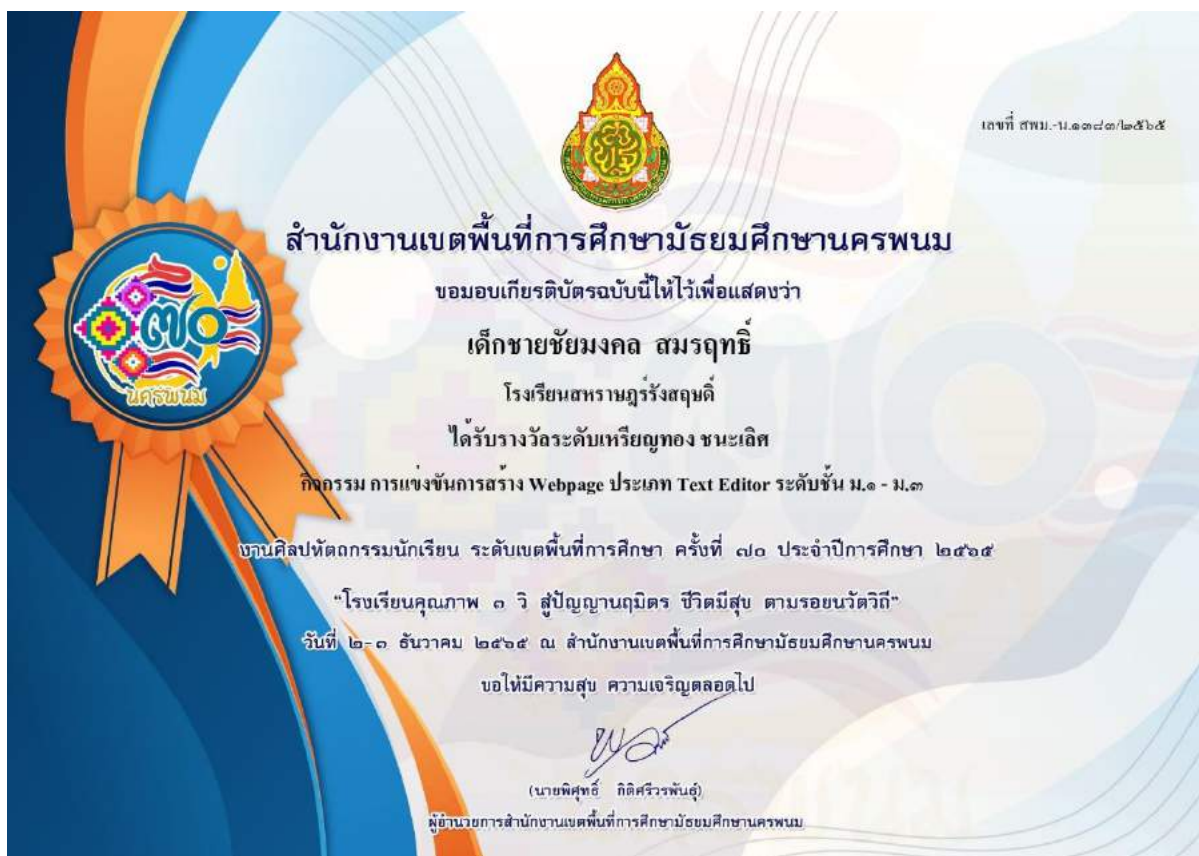 เลขที่ สพม.-น.๑๓๘๓/๒๕๖๕
สำนักงานเขตพื้นที่การศึกษามัธยมศึกษานครพนม
ขอมอบเกียรติบัตรฉบับนี้ให้ไว้เพื่อแสดงว่า
เด็กชายชัยมงคล สมรฤทธิ์
โรงเรียนสหราษฎร์รังสฤษดิ์
ได้รับรางวัลระดับเหรียญทอง ชนะเลิศ
กิจกรรม การแข่งขันการสร้าง Webpage ประเภท Text Editor ระดับชั้น ม.๑ - ม.๓
งานศิลปหัตถกรรมนักเรียน ระดับเขตพื้นที่การศึกษา ครั้งที่ ๗๐ ประจำปีการศึกษา ๒๕๖๕
"โรงเรียนคุณภาพ ๓ วิ สู่ปัญญานฤมิตร ชีวิตมีสุข ตามรอยนวัตวิถี"
วันที่ ๒-๓ ธันวาคม ๒๕๖๕ ณ สำนักงานเขตพื้นที่การศึกษามัธยมศึกษานครพนม
ขอให้มีความสุข ความเจริญตลอดไป
(นายพิศุทธิ์ กิติศรีวรพันธุ์)
ผู้อำนวยการสำนักงานเขตพื้นที่การศึกษามัธยมศึกษานครพนม
๗๐
นครพนม